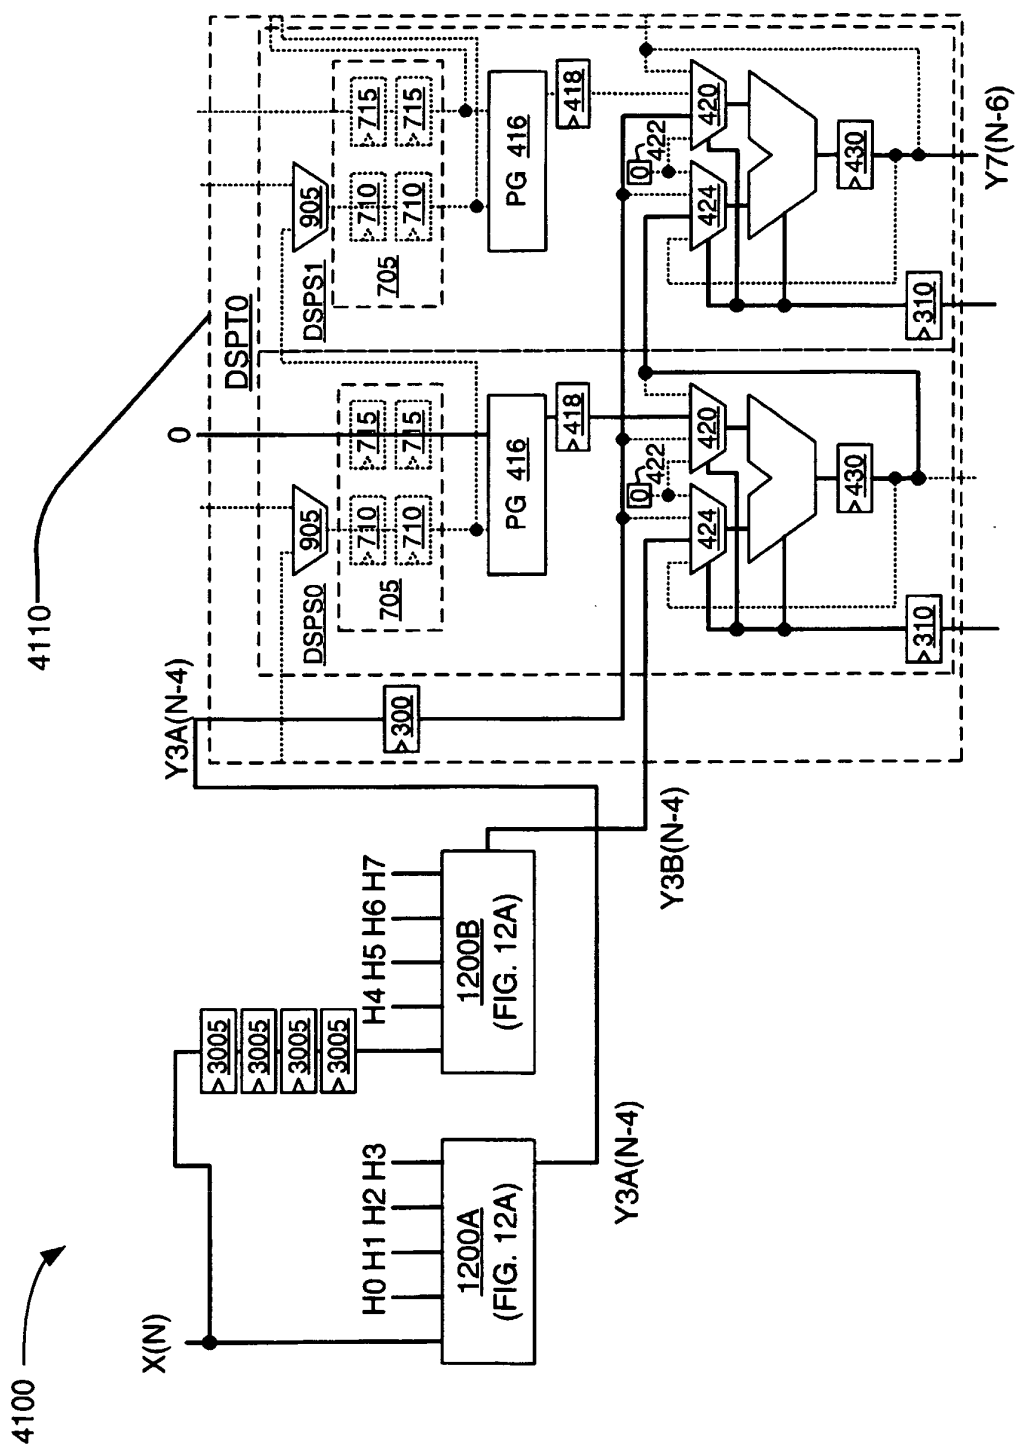 4100
X(N)
H0 H1 H2 H3
1200A
(FIG. 12A)
Y3A(N-4)
>3005
>3005
>3005
>3005
H4 H5 H6 H7
1200B
(FIG. 12A)
Y3B(N-4)
Y3A(N-4)
>300
4110
DSPT0
DSPS0
905
0
710
710
715
715
705
PG 416
>418
0
422
424
420
>430
>310
DSPS1
905
710
710
715
715
705
PG 416
>418
0
422
424
420
>430
>310
Y7(N-6)